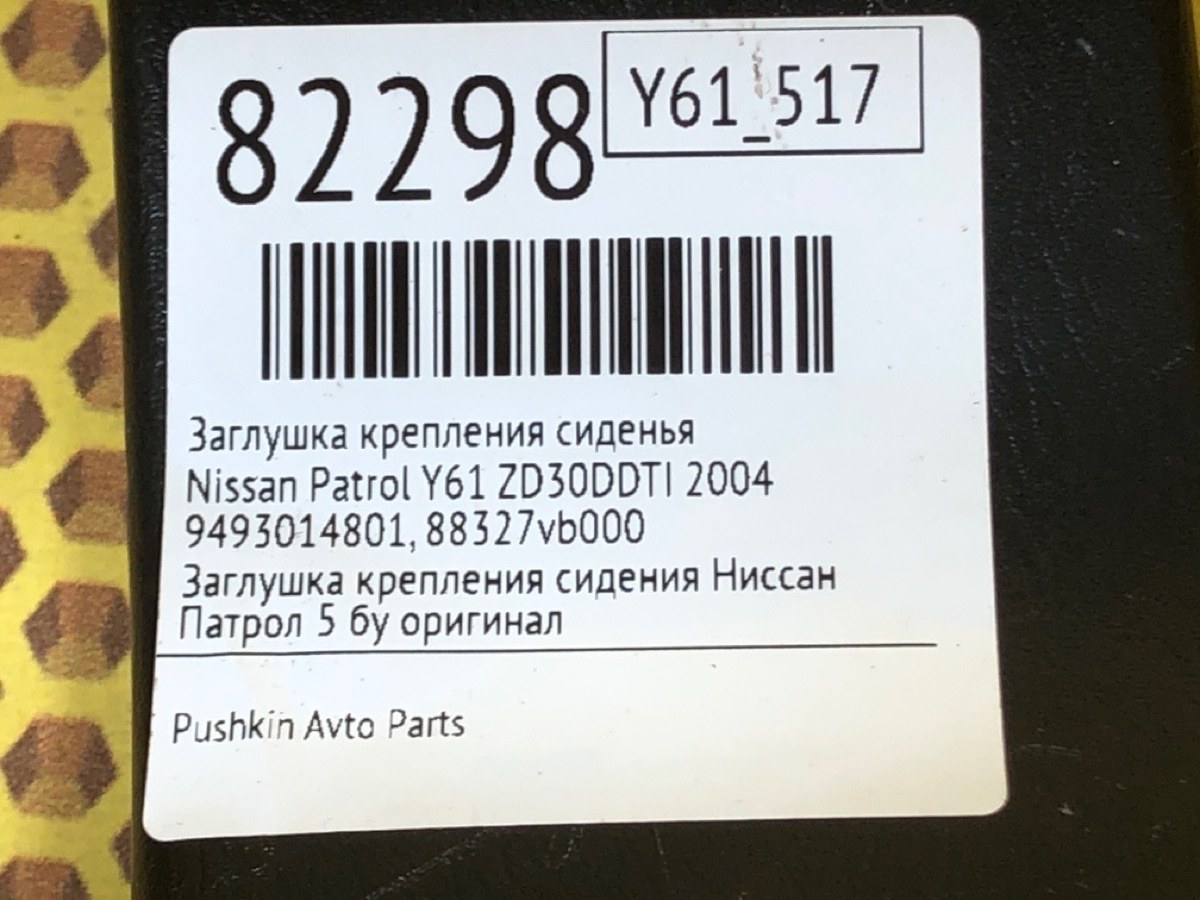 82298
Y61_517
Заглушка крепления сиденья
Nissan Patrol Y61 ZD30DDTI 2004
9493014801, 88327vb000
Заглушка крепления сидения Ниссан
Патрол 5 бу оригинал
Pushkin Avto Parts